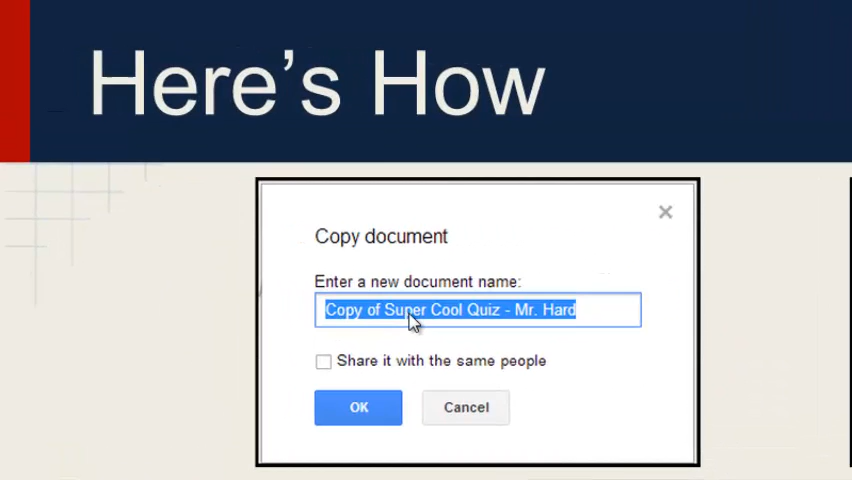 Here’s How
Copy document
Enter a new document name:
Copy of Super Cool Quiz - Mr. Hard
Share it with the same people
OK Cancel